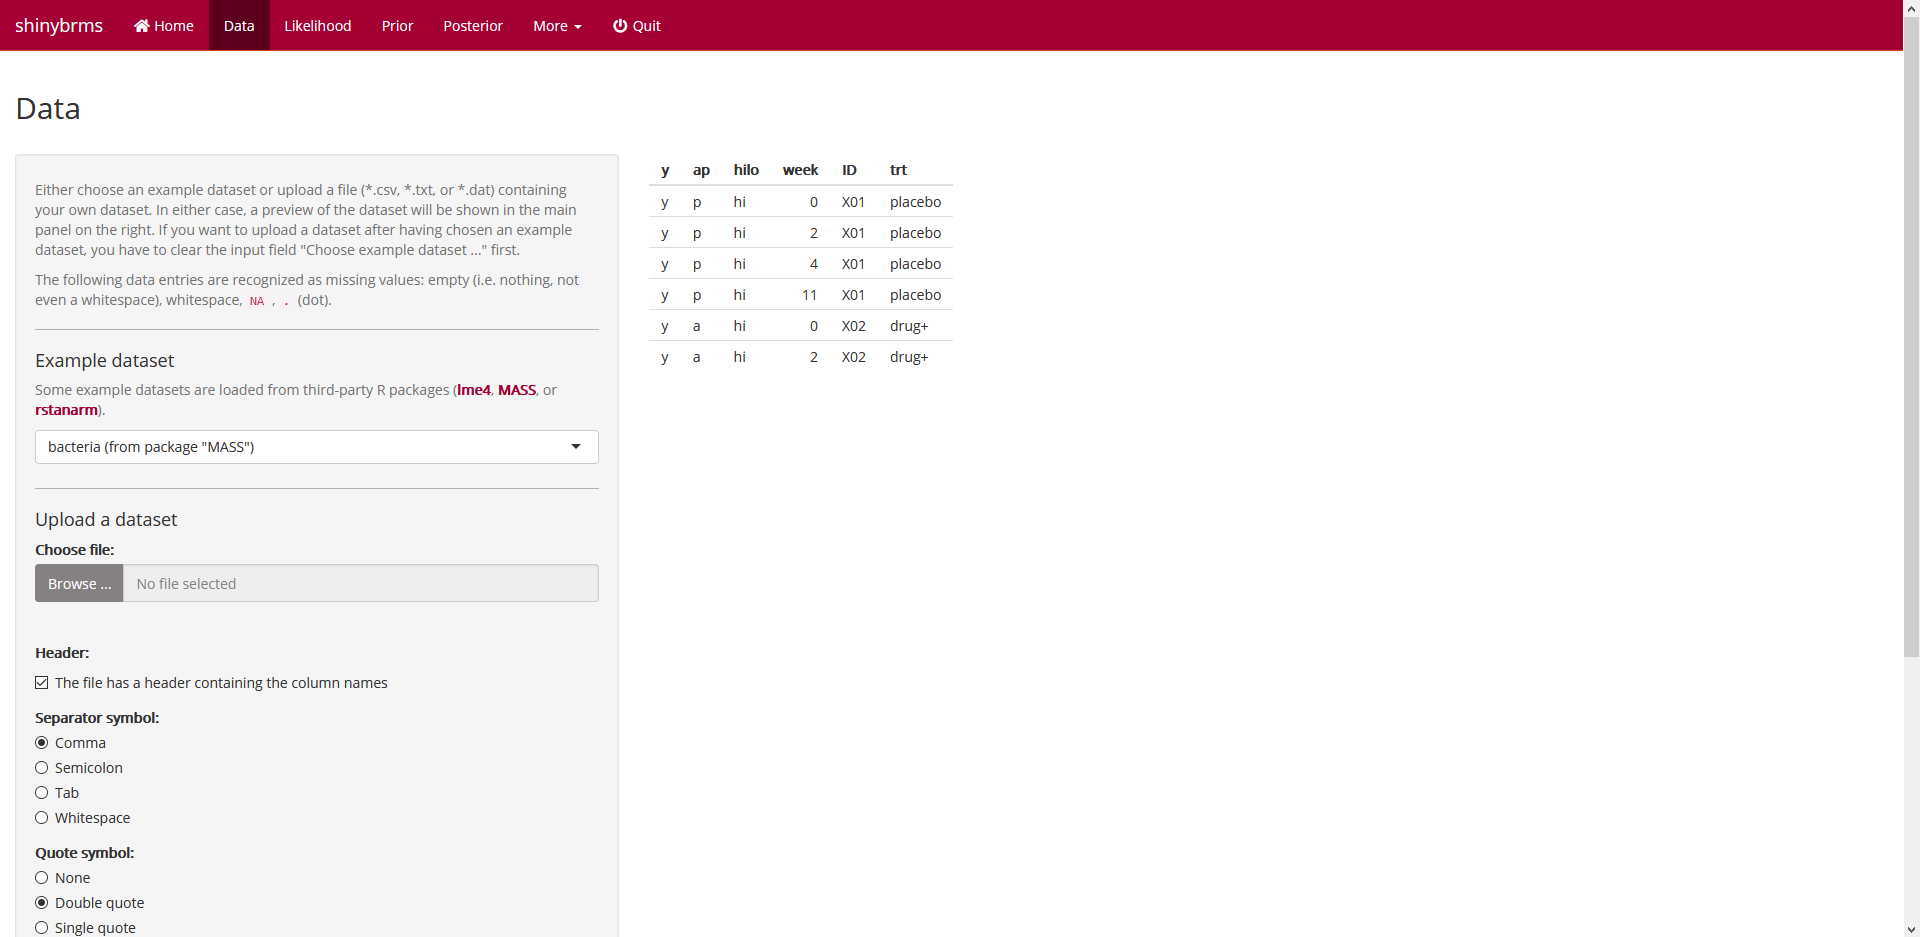 shinybrms Home Data Likelihood Prior Posterior More Quit
Data
Either choose an example dataset or upload a file (*.csv, *.txt, or *.dat) containing
your own dataset. In either case, a preview of the dataset will be shown in the main
panel on the right. If you want to upload a dataset after having chosen an example
dataset, you have to clear the input field "Choose example dataset ..." first.
The following data entries are recognized as missing values: empty (i.e. nothing, not
even a whitespace), whitespace, NA , . (dot).
Example dataset
Some example datasets are loaded from third-party R packages (lme4, MASS, or
rstanarm).
bacteria (from package "MASS")
Upload a dataset
Choose file:
Browse ... No file selected
Header:
The file has a header containing the column names
Separator symbol:
Comma
Semicolon
Tab
Whitespace
Quote symbol:
None
Double quote
Single quote
y ap hilo week ID trt
y p hi 0 X01 placebo
y p hi 2 X01 placebo
y p hi 4 X01 placebo
y p hi 11 X01 placebo
y a hi 0 X02 drug+
y a hi 2 X02 drug+